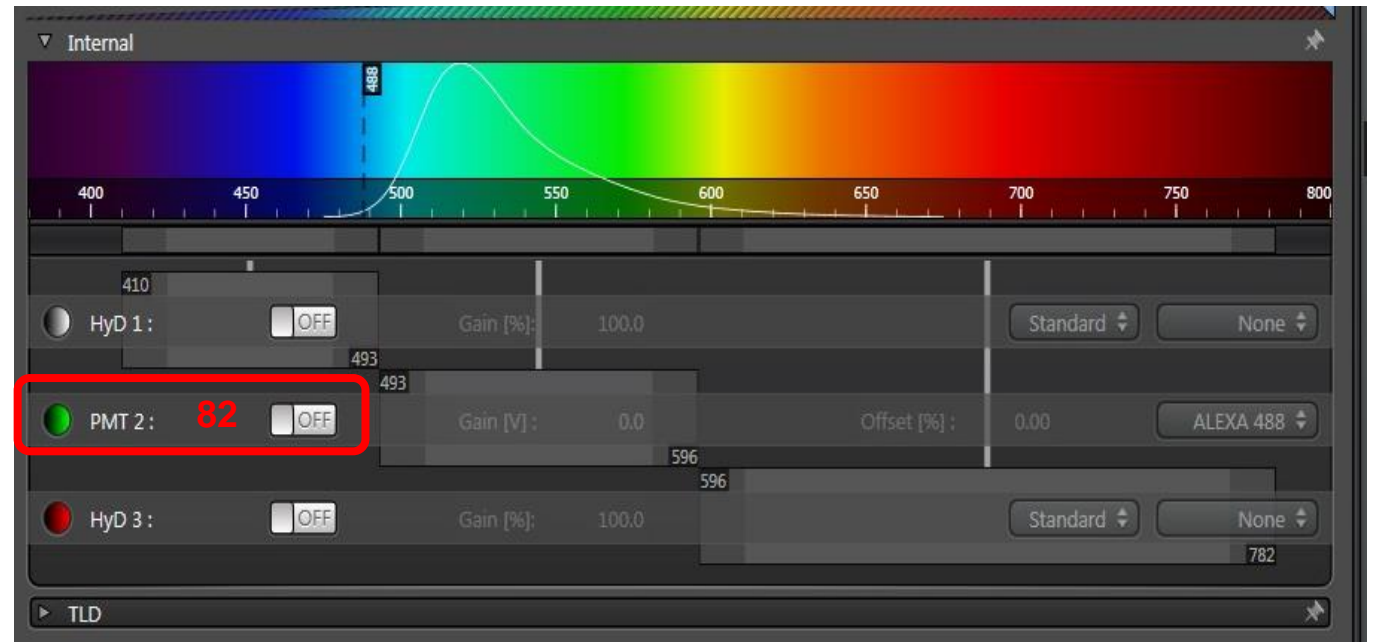 Internal
488
400 450 500 550 600 650 700 750 800
410
HyD 1 : OFF Gain [%]: 100.0 Standard None
493
493
PMT 2 : 82 OFF Gain [V] : 0.0 Offset [%] : 0.00 ALEXA 488
596
596
HyD 3 : OFF Gain [%]: 100.0 Standard None
782
TLD